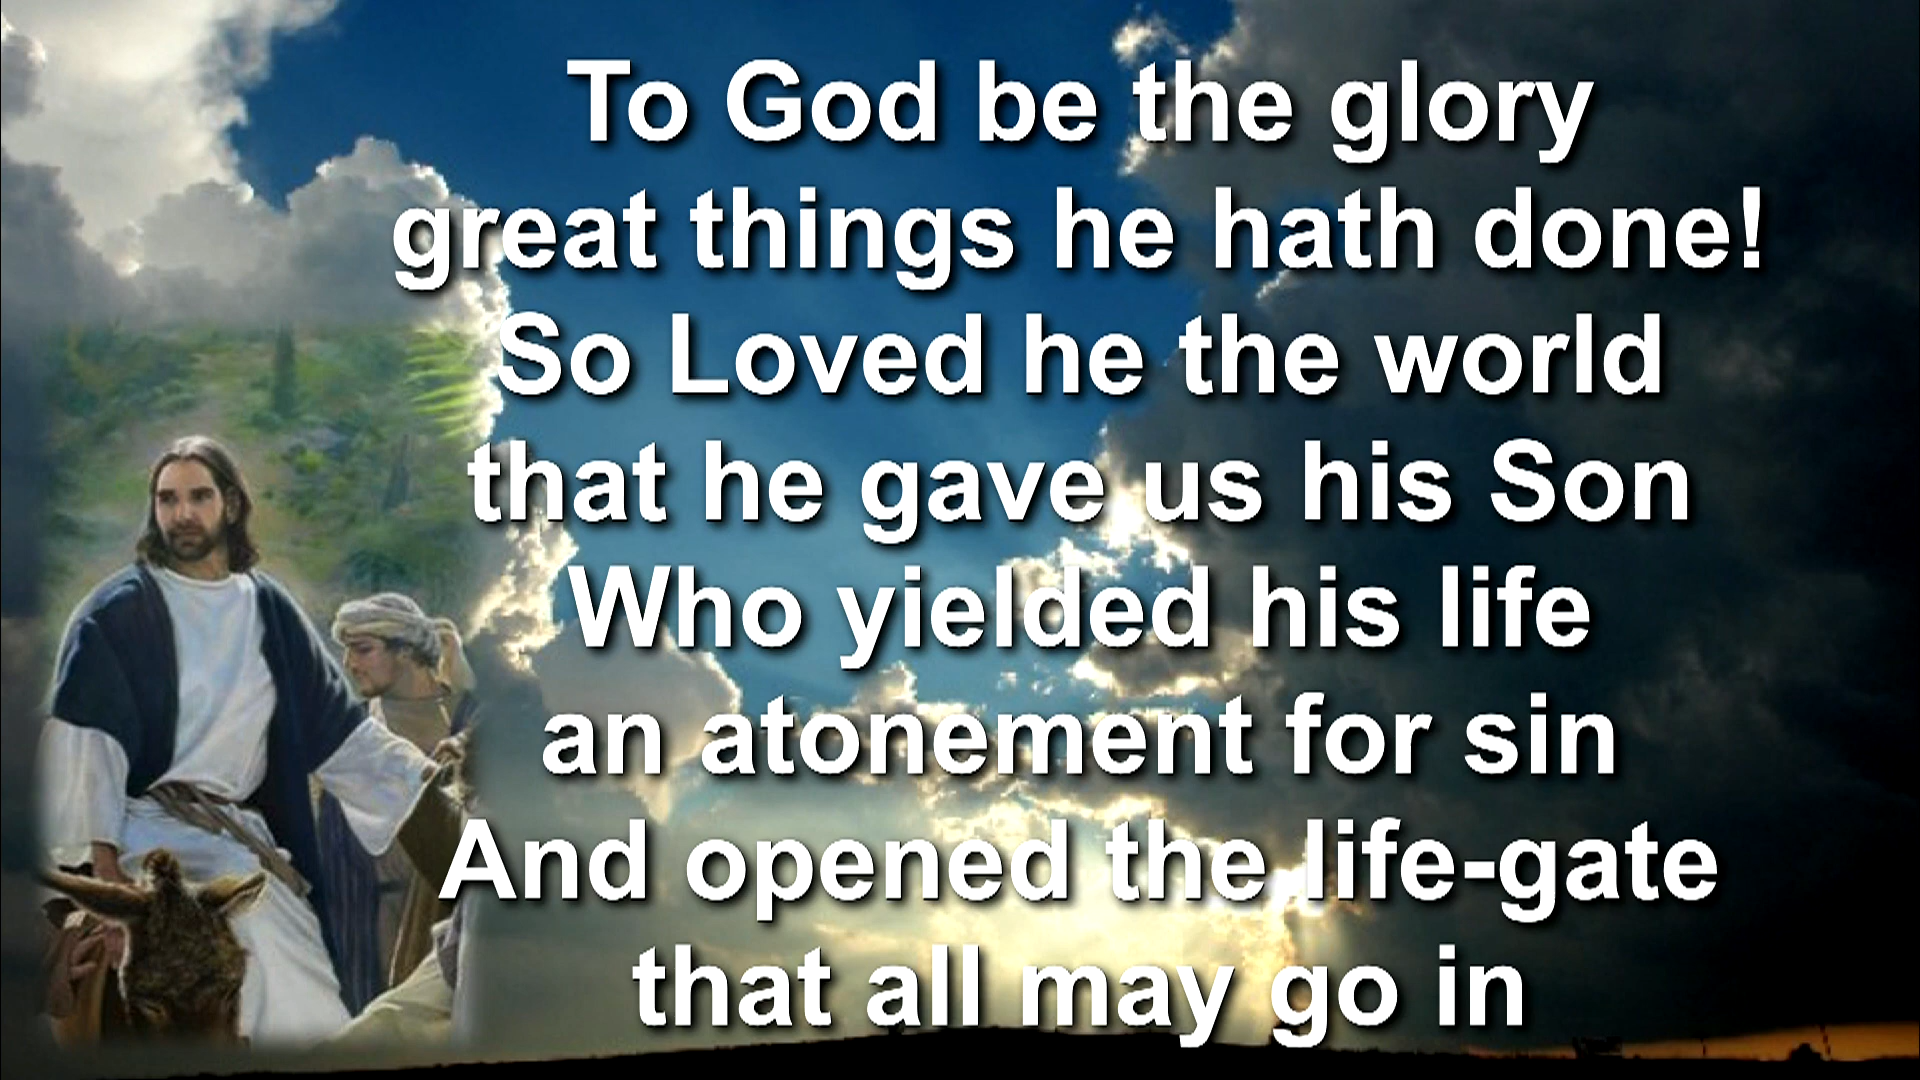 To God be the glory
great things he hath done!
So Loved he the world
that he gave us his Son
Who yielded his life
an atonement for sin
And opened the life-gate
that all may go in